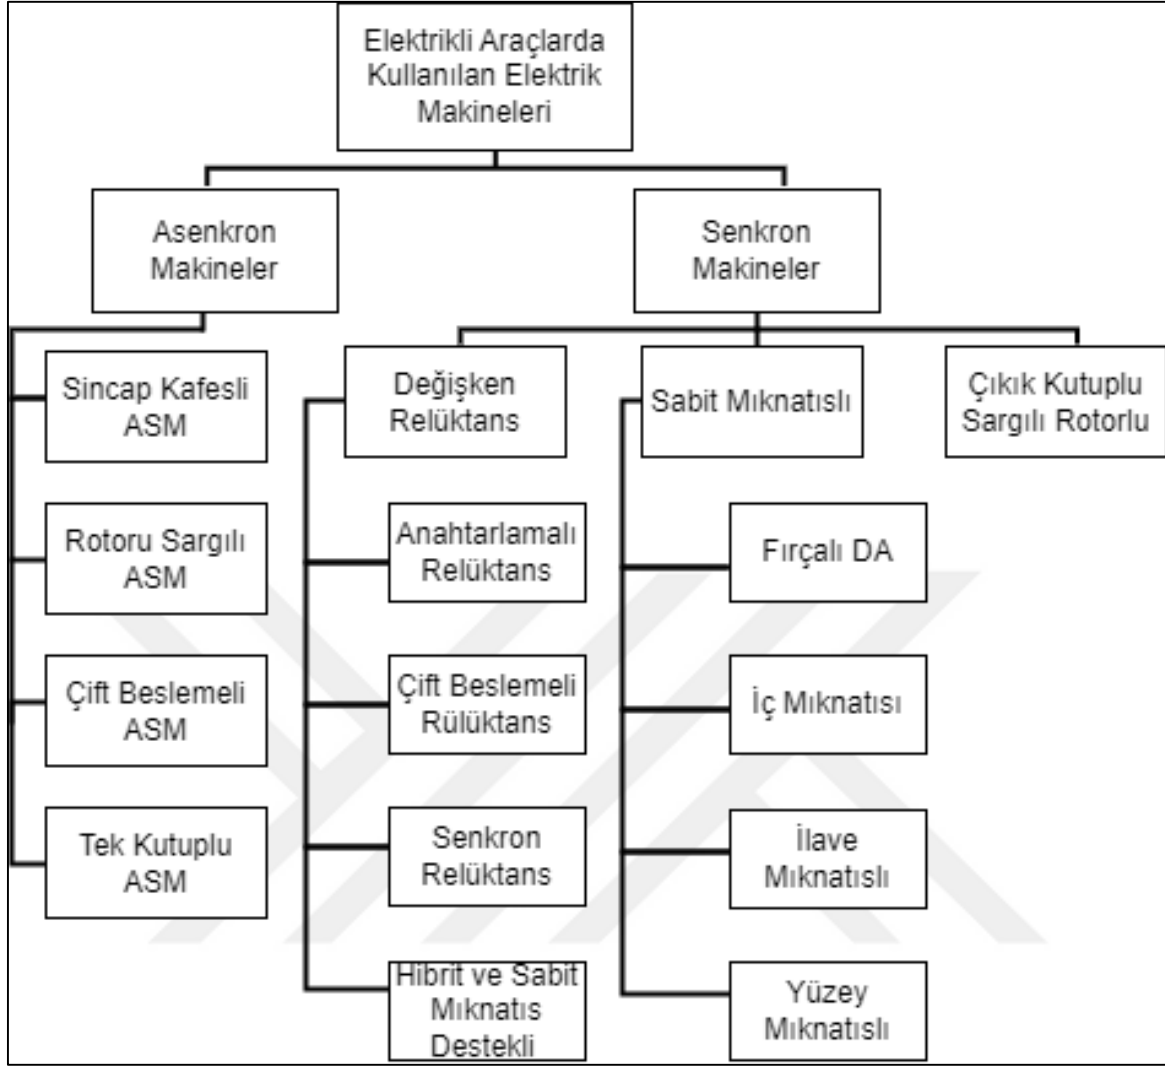 Elektrikli Araçlarda
Kullanılan Elektrik
Makineleri
Asenkron
Makineler
Senkron
Makineler
Sincap Kafesli
ASM
Rotoru Sargılı
ASM
Çift Beslemeli
ASM
Tek Kutuplu
ASM
Değişken
Relüktans
Anahtarlamalı
Relüktans
Çift Beslemeli
Rülüktans
Senkron
Relüktans
Hibrit ve Sabit
Mıknatıs
Destekli
Sabit Mıknatıslı
Fırçalı DA
İç Mıknatısı
İlave
Mıknatıslı
Yüzey
Mıknatıslı
Çıkık Kutuplu
Sargılı Rotorlu